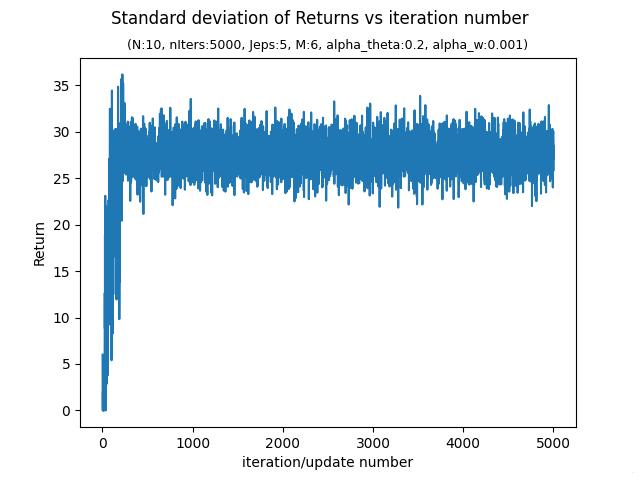 Standard deviation of Returns vs iteration number
(N:10, nIters:5000, Jeps:5, M:6, alpha_theta:0.2, alpha_w:0.001)
35
30
25
20
15
10
5
0
Return
0 1000 2000 3000 4000 5000
iteration/update number